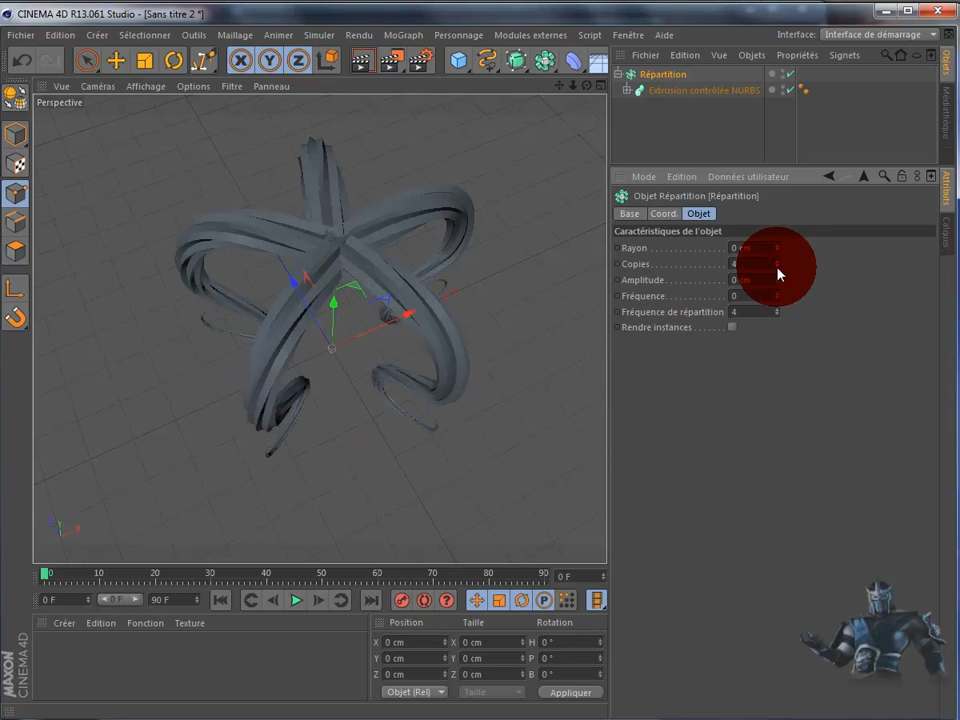 CINEMA 4D R13.061 Studio - [Sans titre 2 *]
Fichier Edition Créer Sélectionner Outils Maillage Animer Simuler Rendu MoGraph Personnage Modules externes Script Fenêtre Aide Interface: Interface de démarrage
X Y Z
Fichier Edition Vue Objets Propriétés Signets
Objets
Médiathèque
Répartition
Extrusion contrôlée NURBS
Vue Caméras Affichage Options Filtre Panneau
Perspective
Mode Edition Données utilisateur
Attributs
Calques
Objet Répartition [Répartition]
Base Coord. Objet
Caractéristiques de l'objet
Rayon 0 cm
Copies 4
Amplitude 0 cm
Fréquence 0
Fréquence de répartition 4
Rendre instances
Y X
0 10 20 30 40 50 60 70 80 90 0 F
0 F 0 F 90 F
P
Créer Edition Fonction Texture
Position Taille Rotation
X 0 cm X 0 cm H 0 °
Y 0 cm Y 0 cm P 0 °
Z 0 cm Z 0 cm B 0 °
Objet (Rel) Taille Appliquer
MAXON
CINEMA 4D